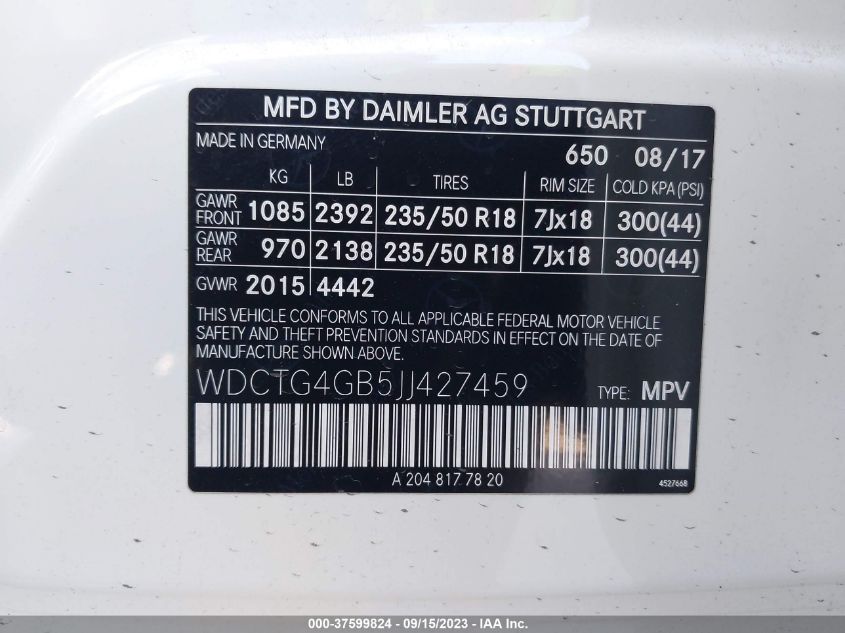 MFD BY DAIMLER AG STUTTGART
MADE IN GERMANY 650 08/17
KG LB TIRES RIM SIZE COLD KPA (PSI)
GAWR FRONT 1085 2392 235/50 R18 7Jx18 300(44)
GAWR REAR 970 2138 235/50 R18 7Jx18 300(44)
GVWR 2015 4442
THIS VEHICLE CONFORMS TO ALL APPLICABLE FEDERAL MOTOR VEHICLE
SAFETY AND THEFT PREVENTION STANDARDS IN EFFECT ON THE DATE OF
MANUFACTURE SHOWN ABOVE.
WDCTG4GB5JJ427459 TYPE: MPV
A 204 817 78 20
4527668
000-37599824 - 09/15/2023 - IAA Inc.